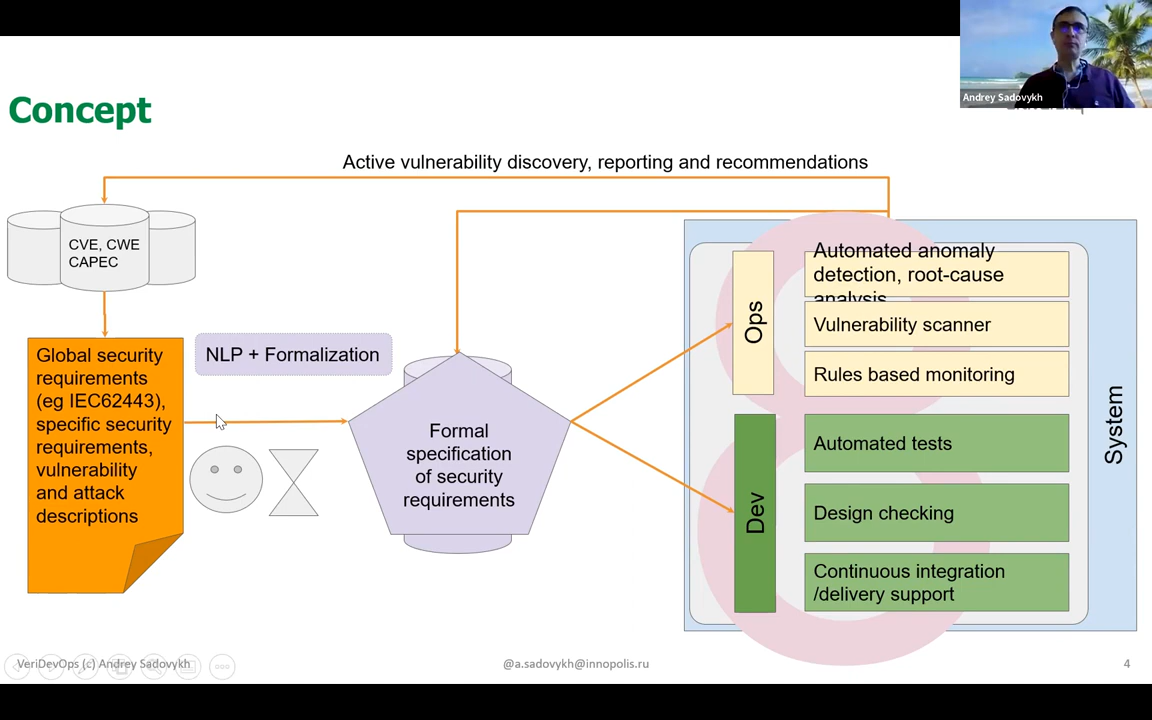 Andrey Sadovykh
Concept
Active vulnerability discovery, reporting and recommendations
CVE, CWE
CAPEC
Global security
requirements
(eg IEC62443),
specific security
requirements,
vulnerability
and attack
descriptions
NLP + Formalization
Formal
specification
of security
requirements
Ops
Automated anomaly
detection, root-cause
analysis
Vulnerability scanner
Rules based monitoring
Dev
Automated tests
Design checking
Continuous integration
/delivery support
System
VeriDevOps (c) Andrey Sadovykh
@a.sadovykh@innopolis.ru
4